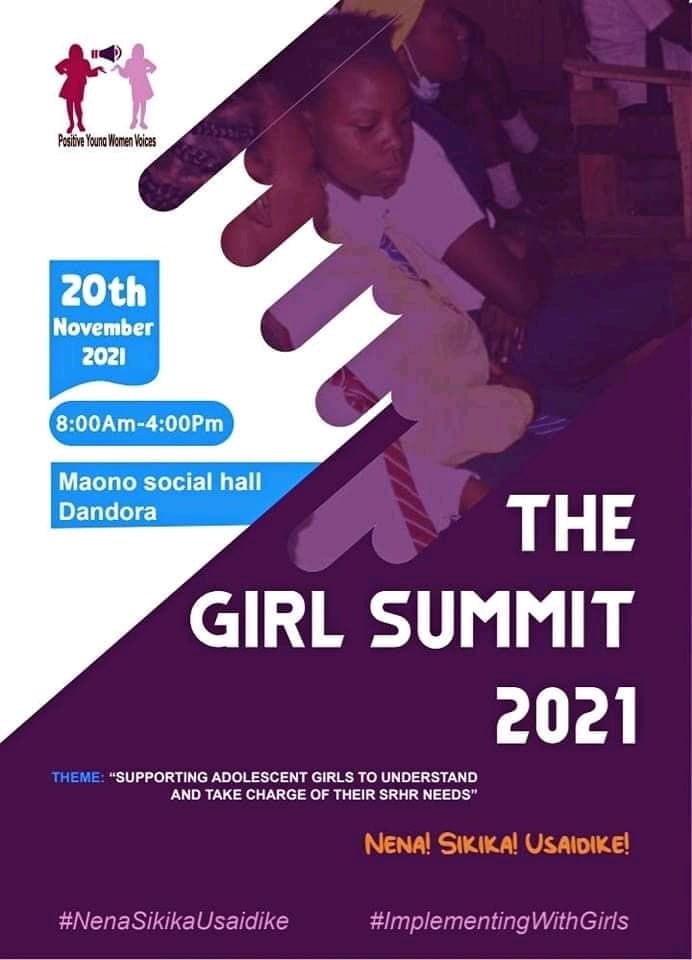 Positive Young Women Voices
20th
November
2021
8:00Am-4:00Pm
Maono social hall
Dandora
THE
GIRL SUMMIT
2021
THEME: “SUPPORTING ADOLESCENT GIRLS TO UNDERSTAND
AND TAKE CHARGE OF THEIR SRHR NEEDS”
NENA! SIKIKA! USAIDIKE!
#NenaSikikaUsaidike
#ImplementingWithGirls